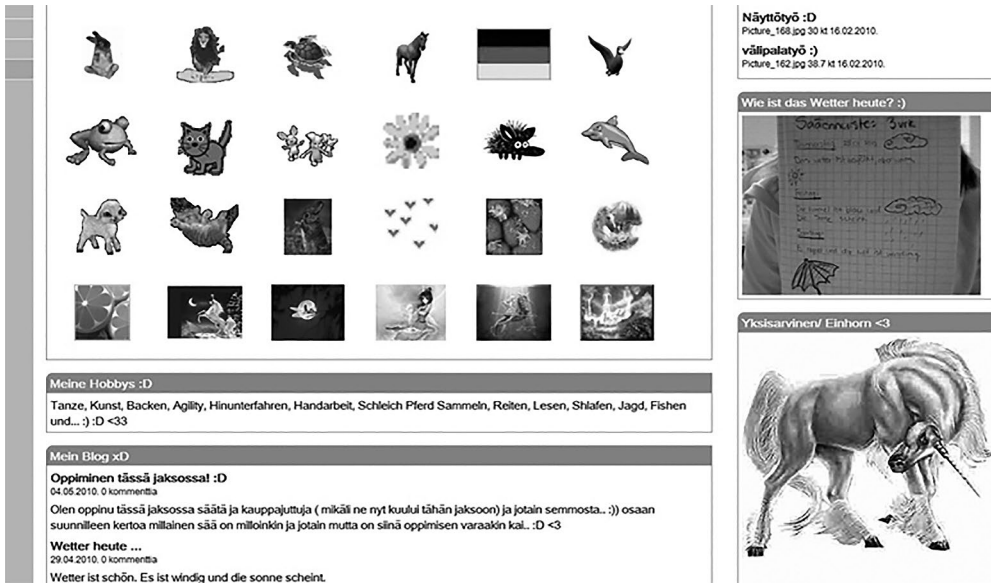 Näyttötyö :D
Picture_168.jpg 30 kt 16.02.2010.
välipalatyö :)
Picture_162.jpg 38.7 kt 16.02.2010.
Wie ist das Wetter heute? :)
Yksisarvinen/ Einhorn <3
Meine Hobbys :D
Tanze, Kunst, Backen, Agility, Hinunterfahren, Handarbeit, Schleich Pferd Sammeln, Reiten, Lesen, Shlafen, Jagd, Fishen
und... :) :D <33
Mein Blog xD
Oppiminen tässä jaksossa! :D
04.05.2010. 0 kommenttia
Olen oppinu tässä jaksossa säätä ja kauppajuttuja ( mikäli ne nyt kuului tähän jaksoon) ja jotain semmosta.. :)) osaan
suunnilleen kertoa millainen sää on milloinkin ja jotain mutta on siinä oppimisen varaakin kai.. :D <3
Wetter heute ...
29.04.2010. 0 kommenttia
Wetter ist schön. Es ist windig und die sonne scheint.